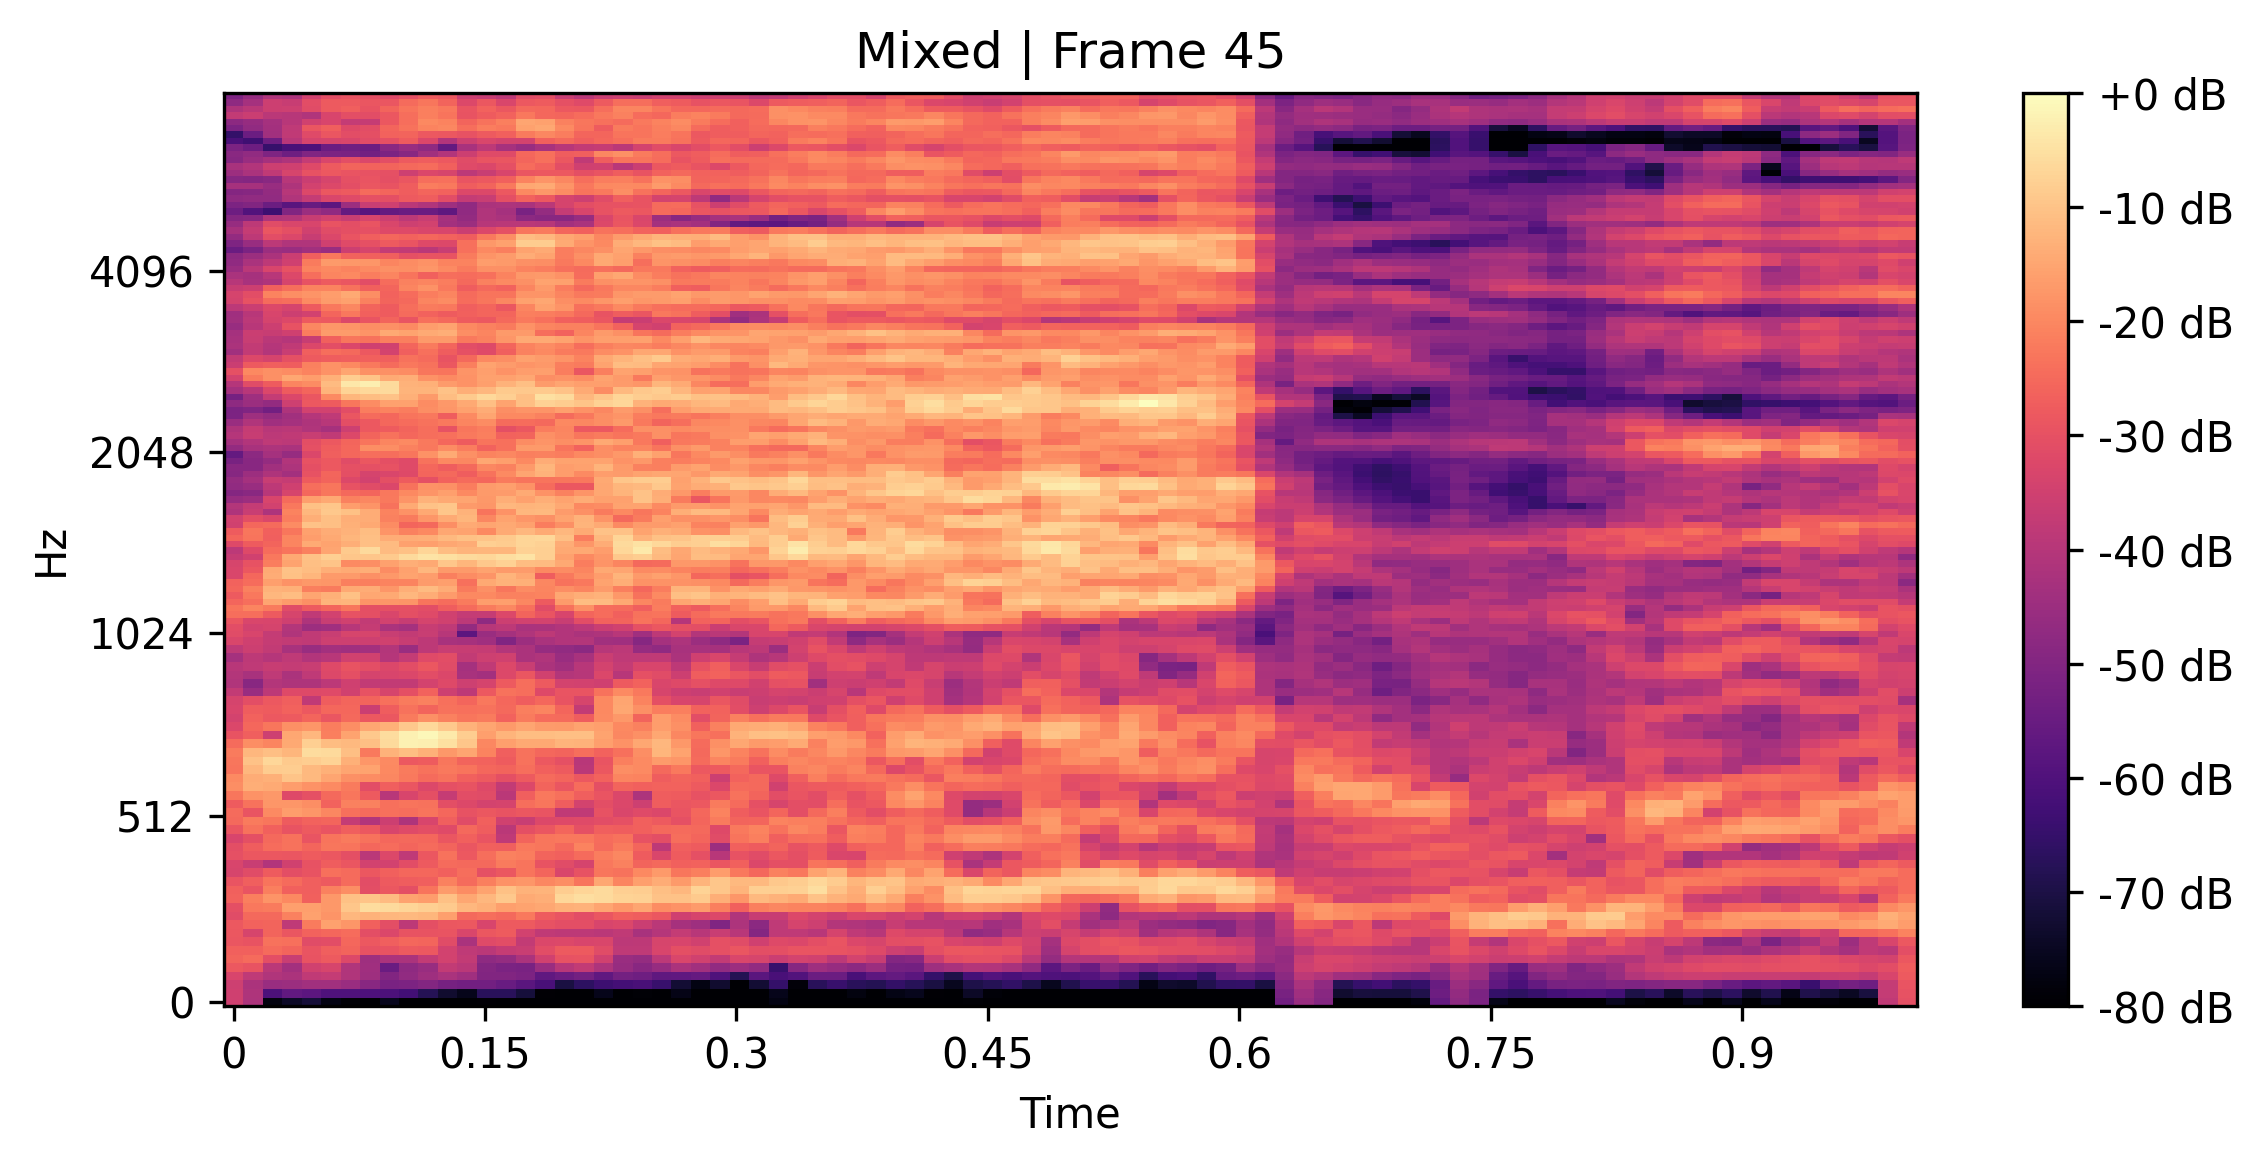 Mixed | Frame 45
+0 dB
-10 dB
-20 dB
-30 dB
-40 dB
-50 dB
-60 dB
-70 dB
-80 dB
Hz
4096
2048
1024
512
0
0 0.15 0.3 0.45 0.6 0.75 0.9
Time